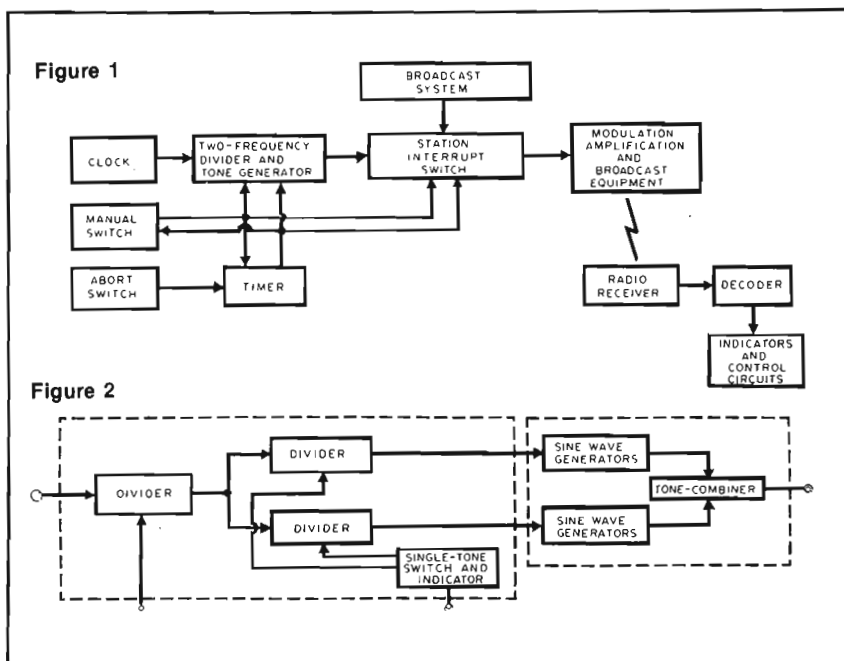 Figure 1
BROADCAST
SYSTEM
CLOCK
TWO-FREQUENCY
DIVIDER AND
TONE GENERATOR
STATION
INTERRUPT
SWITCH
MODULATION
AMPLIFICATION
AND
BROADCAST
EQUIPMENT
MANUAL
SWITCH
ABORT
SWITCH
TIMER
RADIO
RECEIVER
DECODER
INDICATORS
AND
CONTROL
CIRCUITS
Figure 2
DIVIDER
DIVIDER
DIVIDER
SINGLE-TONE
SWITCH AND
INDICATOR
SINE WAVE
GENERATORS
SINE WAVE
GENERATORS
TONE-COMBINER